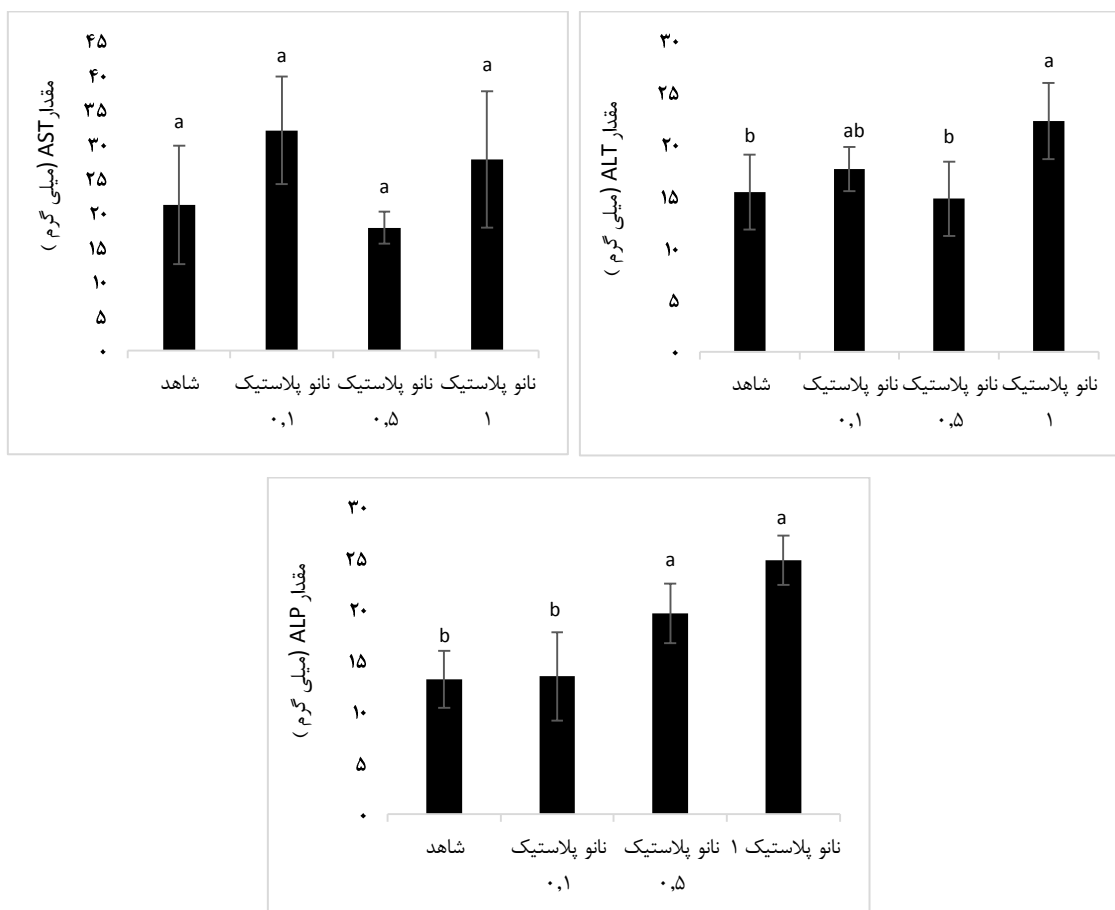 مقدار AST (میلی گرم )
۴۵
۴۰
۳۵
۳۰
۲۵
۲۰
۱۵
۱۰
۵
۰
a
a
a
a
شاهد
نانو پلاستیک
۰,۱
نانو پلاستیک
۰,۵
نانو پلاستیک
۱
مقدار ALT (میلی گرم )
۳۰
۲۵
۲۰
۱۵
۱۰
۵
۰
b
ab
b
a
شاهد
نانو پلاستیک
۰,۱
نانو پلاستیک
۰,۵
نانو پلاستیک
۱
مقدار ALP (میلی گرم )
۳۰
۲۵
۲۰
۱۵
۱۰
۵
۰
b
b
a
a
شاهد
نانو پلاستیک
۰,۱
نانو پلاستیک
۰,۵
نانو پلاستیک ۱